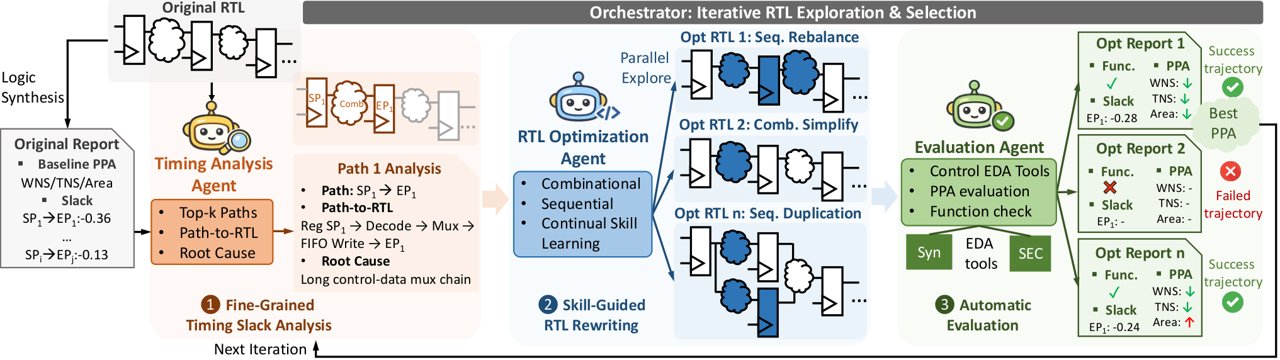 Original RTL
Orchestrator: Iterative RTL Exploration & Selection
Logic
Synthesis
Original Report
▪ Baseline PPA
WNS/TNS/Area
▪ Slack
SP1→EP1:-0.36
...
SPi→EPj:-0.13
...
Timing Analysis
Agent
• Top-k Paths
• Path-to-RTL
• Root Cause
SP1
Comb
EP1
...
Path 1 Analysis
• Path: SP1 → EP1
• Path-to-RTL
Reg SP1 → Decode → Mux →
FIFO Write → EP1
• Root Cause
Long control-data mux chain
1 Fine-Grained
Timing Slack Analysis
Next Iteration
Parallel
Explore
RTL Optimization
Agent
• Combinational
• Sequential
• Continual Skill
Learning
2 Skill-Guided
RTL Rewriting
Opt RTL 1: Seq. Rebalance
...
Opt RTL 2: Comb. Simplify
...
Opt RTL n: Seq. Duplication
...
Evaluation Agent
• Control EDA Tools
• PPA evaluation
• Function check
Syn
EDA
tools
SEC
3 Automatic
Evaluation
Opt Report 1
▪ Func. ▪ PPA
✓ WNS: ↓
▪ Slack TNS: ↓
EP1: -0.28 Area: ↓
Success
trajectory
Best
PPA
Opt Report 2
▪ Func. ▪ PPA
✗ WNS: -
▪ Slack TNS: -
EP1: - Area: -
Failed
trajectory
Opt Report n
▪ Func. ▪ PPA
✓ WNS: ↓
▪ Slack TNS: ↓
EP1: -0.24 Area: ↑
Success
trajectory